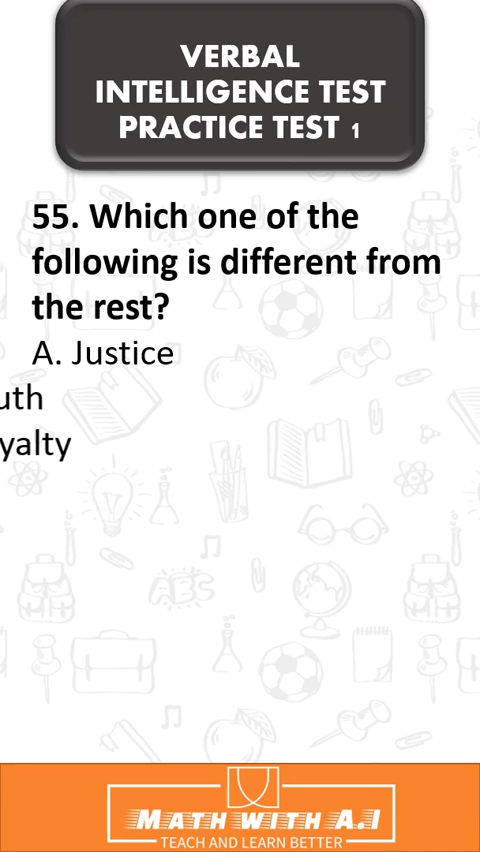 VERBAL
INTELLIGENCE TEST
PRACTICE TEST 1
55. Which one of the
following is different from
the rest?
A. Justice
uth
yalty
MATH WITH A.I
TEACH AND LEARN BETTER